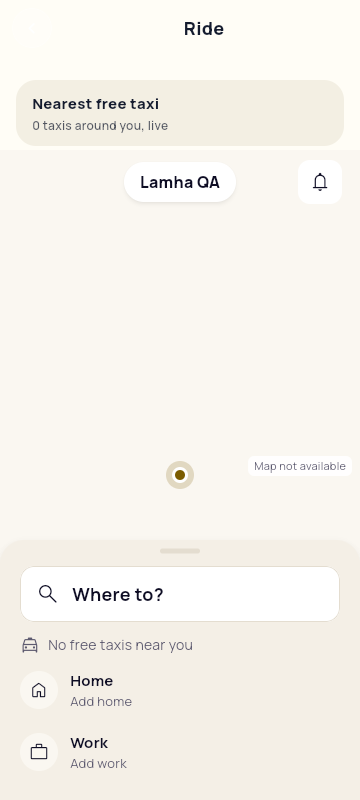 Ride
Nearest free taxi
0 taxis around you, live
Lamha QA
Map not available
Where to?
No free taxis near you
Home
Add home
Work
Add work